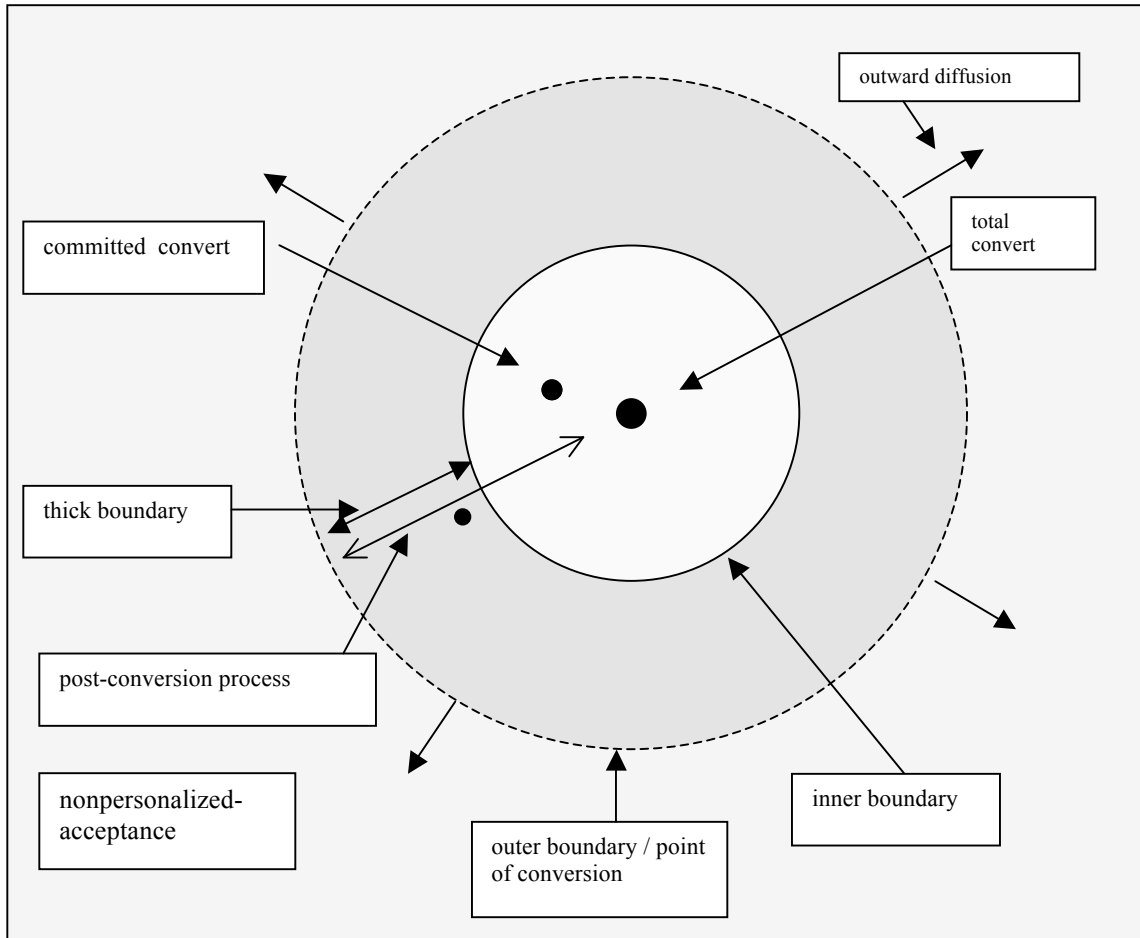 outward diffusion
total
convert
committed convert
thick boundary
post-conversion process
nonpersonalized-
acceptance
outer boundary / point
of conversion
inner boundary